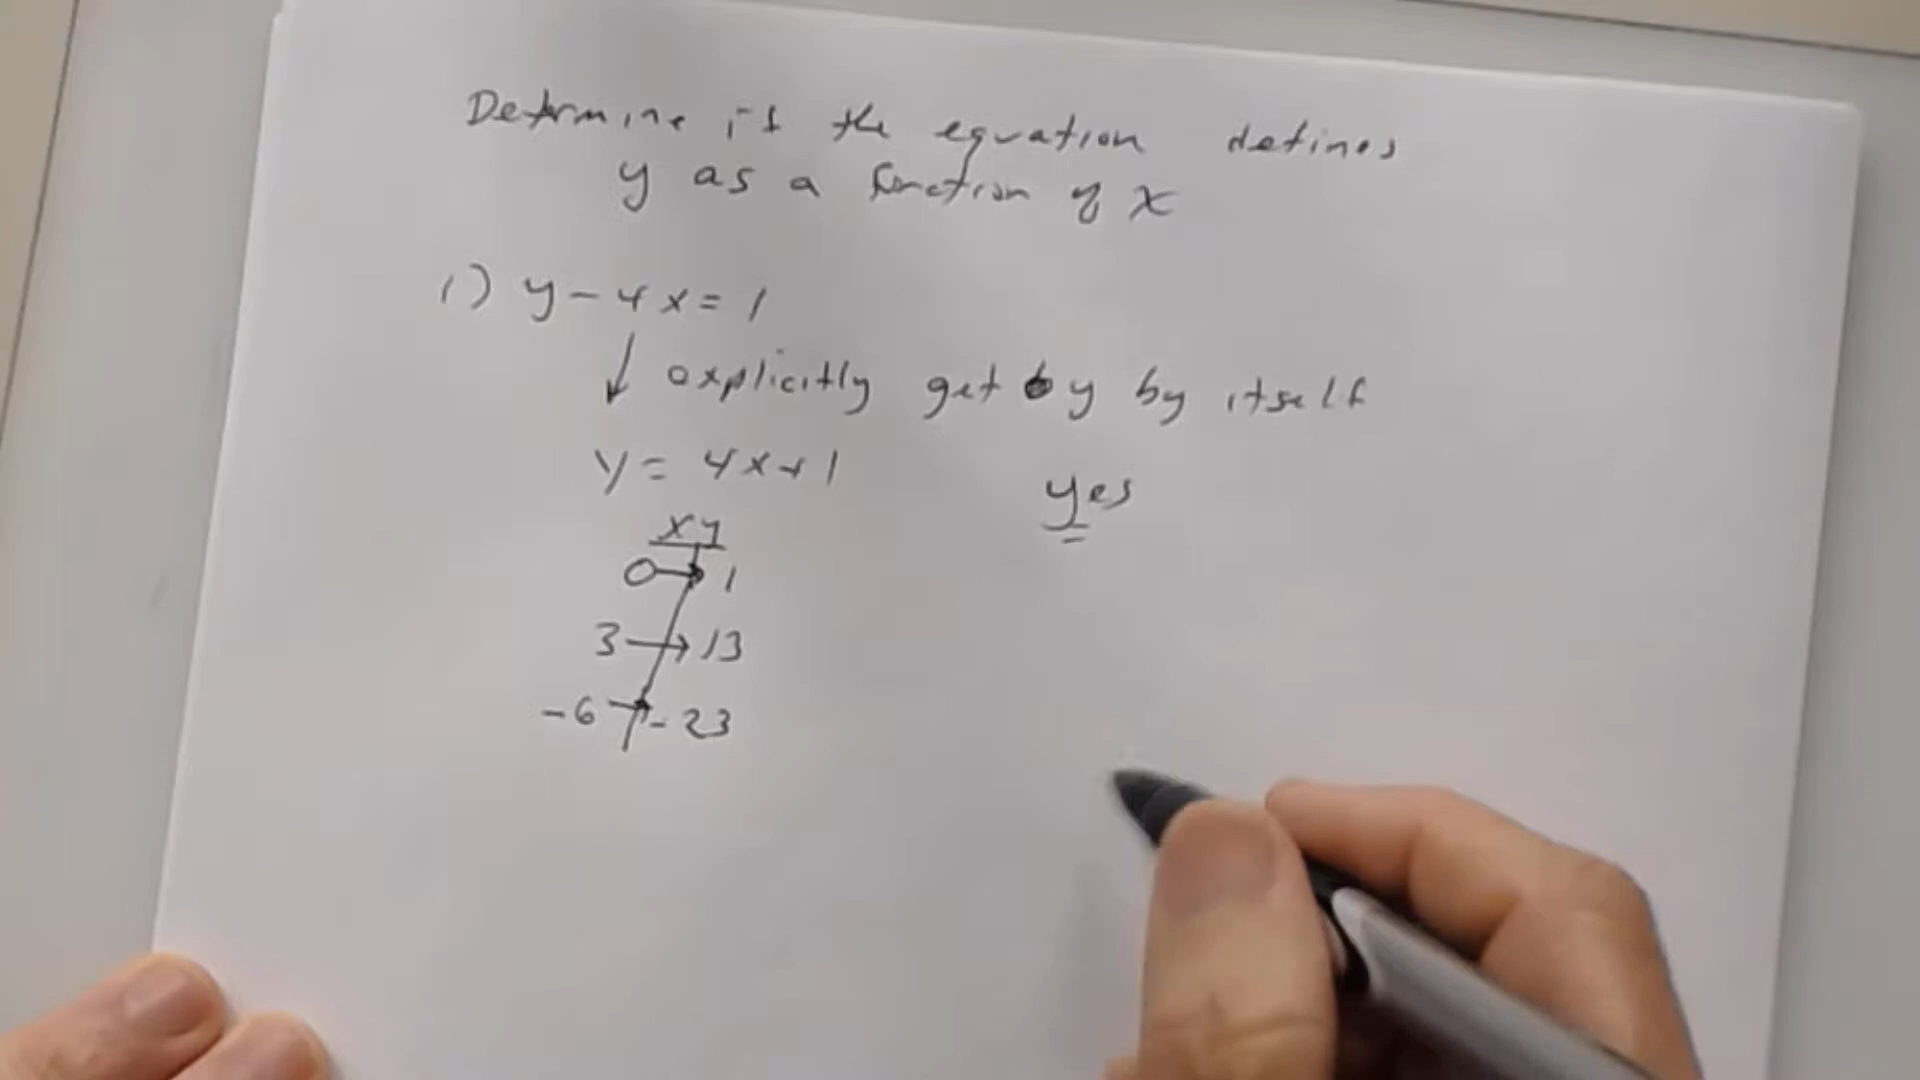 Determine if the equation defines
y as a function of x
1) y - 4x = 1
explicitly get y by itself
y = 4x + 1
yes
x y
0 → 1
3 → 13
-6 → -23